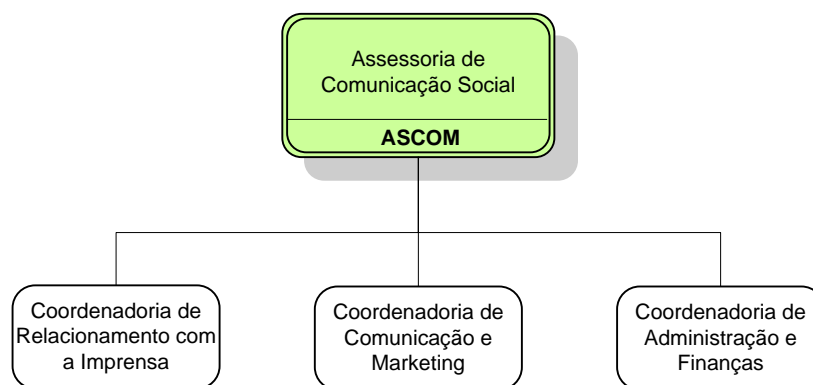 Assessoria de
Comunicação Social
ASCOM
Coordenadoria de
Relacionamento com
a Imprensa
Coordenadoria de
Comunicação e
Marketing
Coordenadoria de
Administração e
Finanças